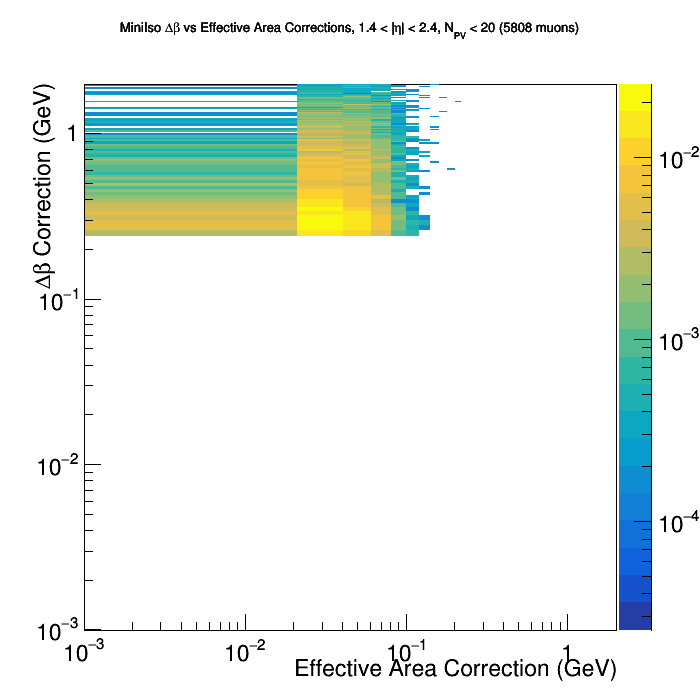 MiniIso Δβ vs Effective Area Corrections, 1.4 < |η| < 2.4, N_PV < 20 (5808 muons)
Δβ Correction (GeV)
1
10⁻¹
10⁻²
10⁻³
10⁻³ 10⁻² 10⁻¹ 1
Effective Area Correction (GeV)
10⁻²
10⁻³
10⁻⁴